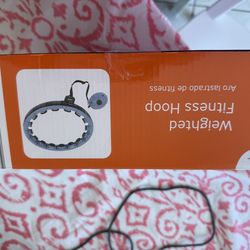 Weighted
Fitness Hoop
Aro lastrado de fitness